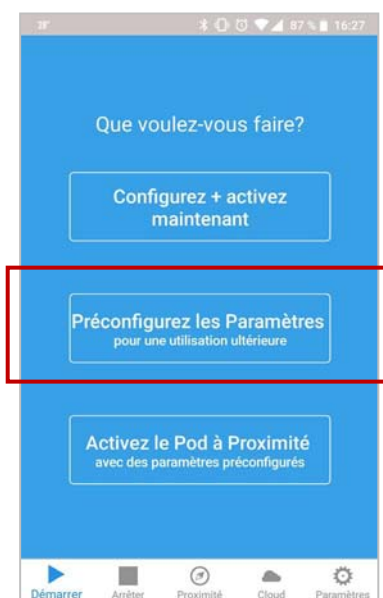 87 % 16:27
Que voulez-vous faire?
Configurez + activez
maintenant
Préconfigurez les Paramètres
pour une utilisation ultérieure
Activez le Pod à Proximité
avec des paramètres préconfigurés
Démarrer Arrêter Proximité Cloud Paramètres